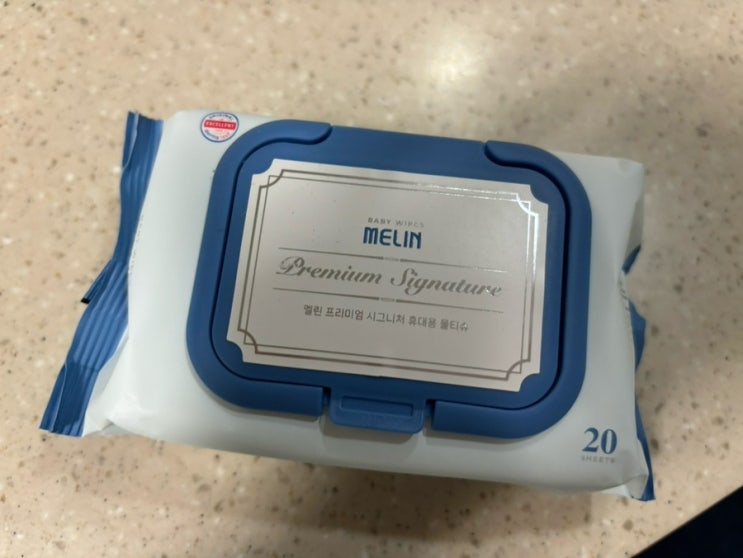 EXCELLENT
BABY WIPES
MELIN
Premium Signature
멜린 프리미엄 시그니처 휴대용 물티슈
20
SHEETS